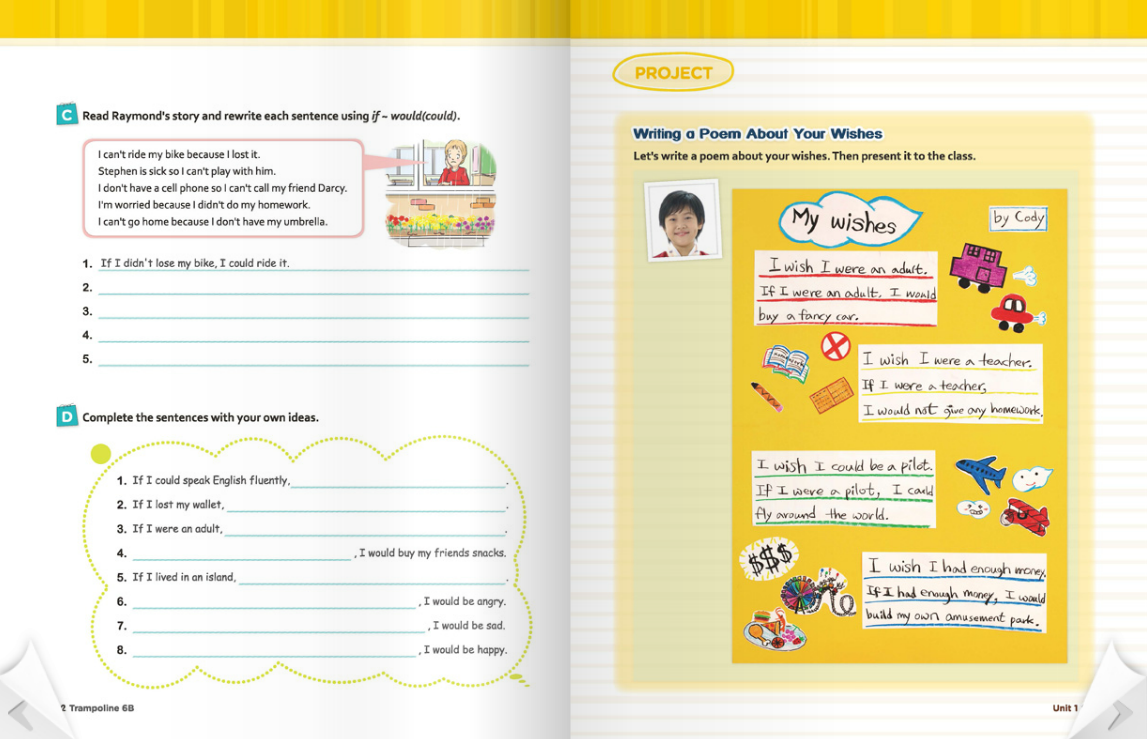 C Read Raymond's story and rewrite each sentence using if ~ would(could).
I can't ride my bike because I lost it.
Stephen is sick so I can't play with him.
I don't have a cell phone so I can't call my friend Darcy.
I'm worried because I didn't do my homework.
I can't go home because I don't have my umbrella.
1. If I didn't lose my bike, I could ride it.
2.
3.
4.
5.
D Complete the sentences with your own ideas.
1. If I could speak English fluently, .
2. If I lost my wallet, .
3. If I were an adult, .
4. , I would buy my friends snacks.
5. If I lived in an island, .
6. , I would be angry.
7. , I would be sad.
8. , I would be happy.
2 Trampoline 6B
PROJECT
Writing a Poem About Your Wishes
Let's write a poem about your wishes. Then present it to the class.
My wishes
by Cody
I wish I were an adult.
If I were an adult, I would
buy a fancy car.
homework
I wish I were a teacher.
If I were a teacher,
I would not give any homework.
I wish I could be a pilot.
If I were a pilot, I could
fly around the world.
$$$
I wish I had enough money.
If I had enough money, I would
build my own amusement park.
Unit 1